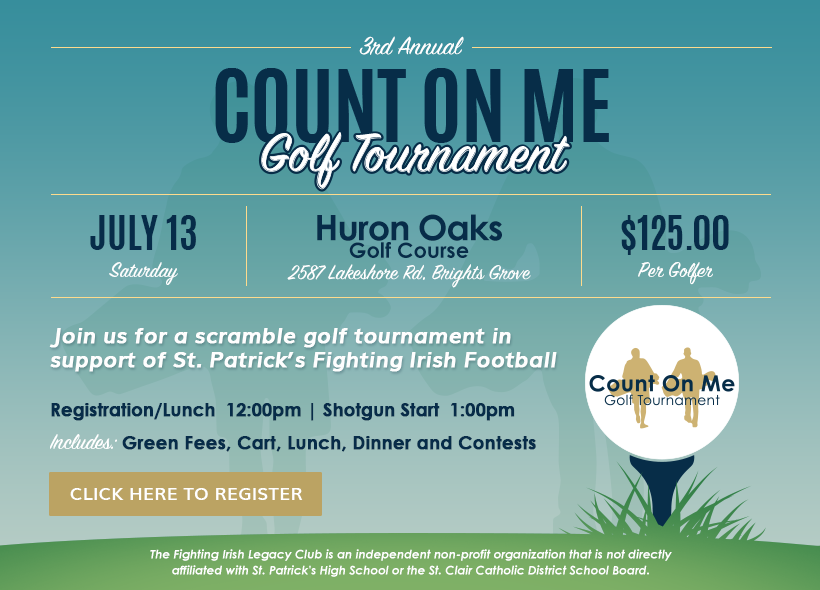 3rd Annual
COUNT ON ME
Golf Tournament
JULY 13
Saturday
Huron Oaks
Golf Course
2587 Lakeshore Rd, Brights Grove
$125.00
Per Golfer
Join us for a scramble golf tournament in
support of St. Patrick's Fighting Irish Football
Registration/Lunch 12:00pm | Shotgun Start 1:00pm
Includes: Green Fees, Cart, Lunch, Dinner and Contests
CLICK HERE TO REGISTER
Count On Me
Golf Tournament
The Fighting Irish Legacy Club is an independent non-profit organization that is not directly
affiliated with St. Patrick's High School or the St. Clair Catholic District School Board.